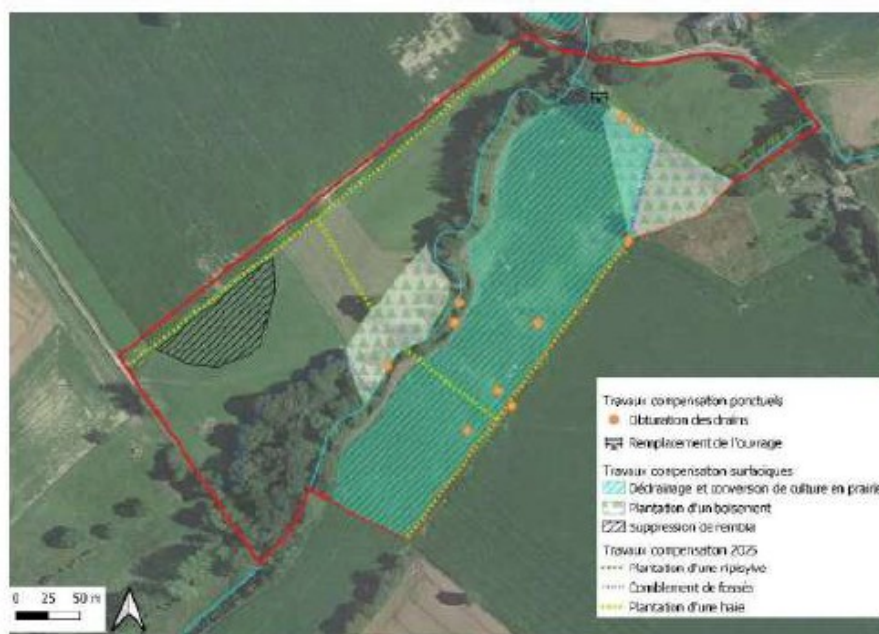 Travaux compensation ponctuels
Obturation des drains
Remplacement de l'ouvrage
Travaux compensation surfaciques
Dédrainage et conversion de culture en prairie
Plantation d'un boisement
Suppression de remblai
Travaux compensation 2025
Plantation d'une ripisylve
Comblement de fossés
Plantation d'une haie
0 25 50 m